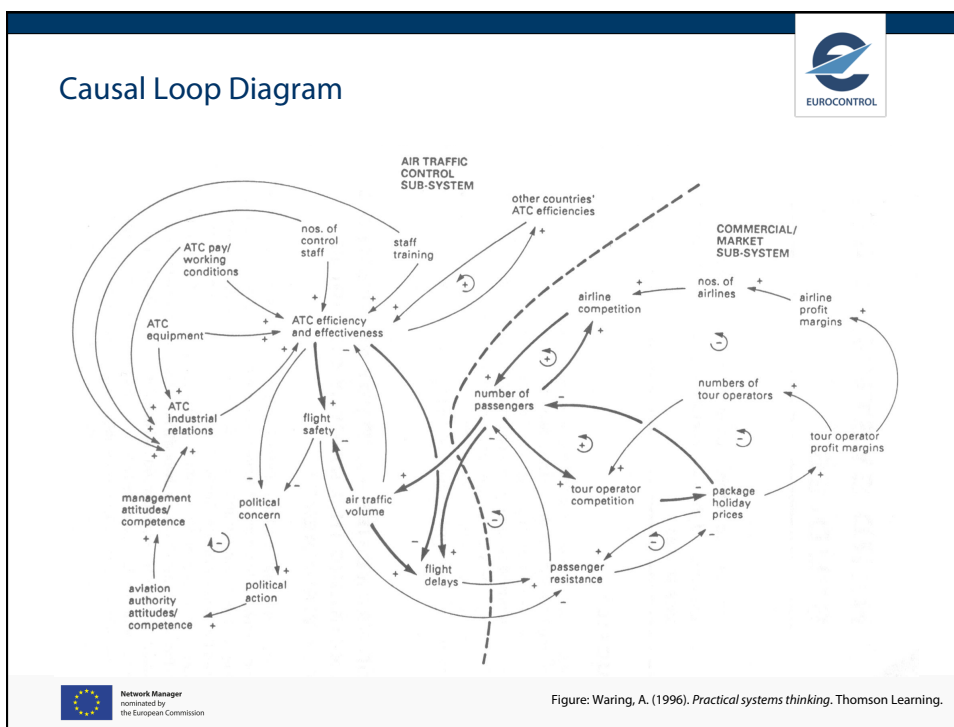 EUROCONTROL
Causal Loop Diagram
AIR TRAFFIC
CONTROL
SUB-SYSTEM
other countries'
ATC efficiencies
+
COMMERCIAL/
MARKET
SUB-SYSTEM
nos. of
control
staff
staff
training
ATC pay/
working
conditions
ATC
equipment
+
+
+
+
+
+
+
+
ATC efficiency
and effectiveness
-
-
+
airline
competition
+
+
nos. of
airlines
+
airline
profit
margins
+
+
-
+
number of
passengers
-
-
numbers of
tour operators
+
-
tour operator
profit margins
+
+
+
ATC
Industrial
relations
+
+
+
+
+
flight
safety
-
-
management
attitudes/
competence
+
political
concern
-
-
air traffic
volume
+
+
+
tour operator
competition
+
-
package
holiday
prices
-
-
+
-
-
flight
delays
+
+
-
passenger
resistance
+
+
-
-
aviation
authority
attitudes/
competence
+
political
action
+
Network Manager
nominated by
the European Commission
Figure: Waring, A. (1996). Practical systems thinking. Thomson Learning.